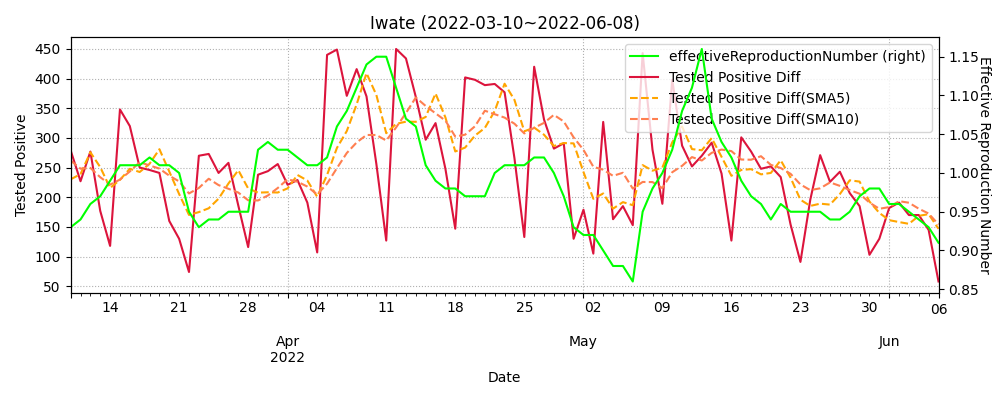 Iwate (2022-03-10~2022-06-08)
effectiveReproductionNumber (right)
Tested Positive Diff
Tested Positive Diff(SMA5)
Tested Positive Diff(SMA10)
Tested Positive
450
400
350
300
250
200
150
100
50
1.15
1.10
1.05
1.00
0.95
0.90
0.85
Effective Reproduction Number
14 21 28 04 11 18 25 02 09 16 23 30 06
Apr May Jun
2022
Date